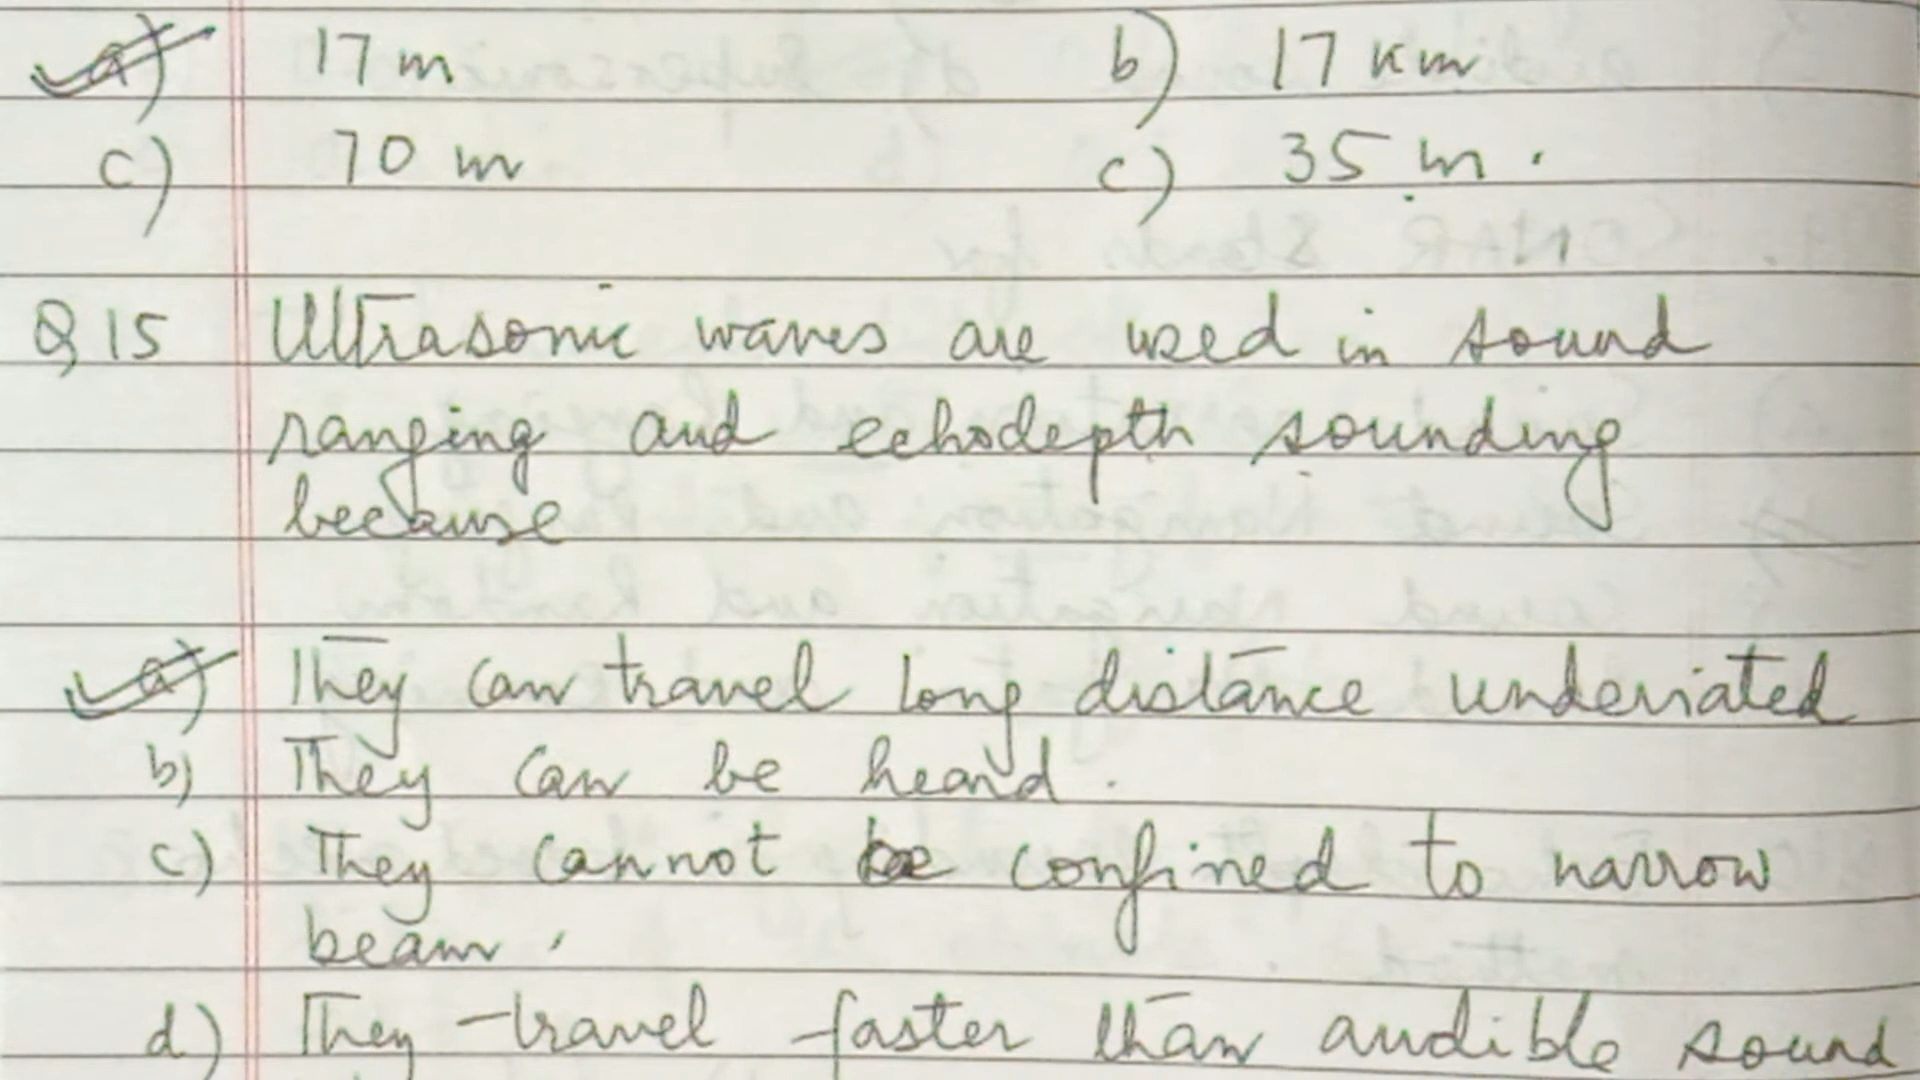 a) 17 m b) 17 km
c) 70 m c) 35 m.
Q 15 Ultrasonic waves are used in sound
ranging and echodepth sounding
because
a) They can travel long distance undeviated
b) They can be heard.
c) They cannot be confined to narrow
beam.
d) They travel faster than audible sound